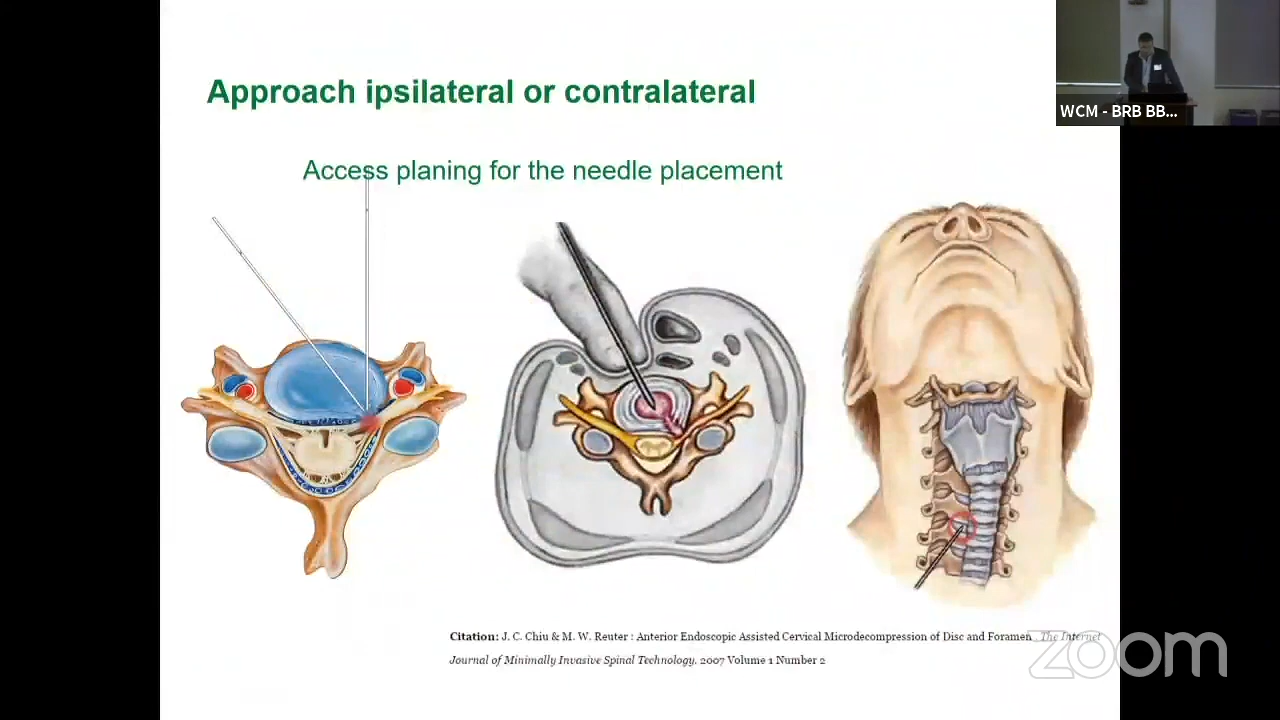 Approach ipsilateral or contralateral
WCM - BRB BB...
Access planing for the needle placement
Citation: J. C. Chiu & M. W. Reuter : Anterior Endoscopic Assisted Cervical Microdecompression of Disc and Foramen . The Internet
Journal of Minimally Invasive Spinal Technology. 2007 Volume 1 Number 2
zoom